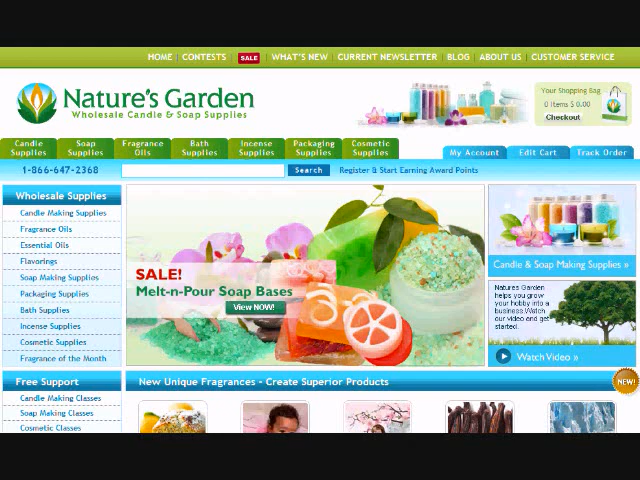 HOME | CONTESTS | SALE | WHAT'S NEW | CURRENT NEWSLETTER | BLOG | ABOUT US | CUSTOMER SERVICE
Nature's Garden
Wholesale Candle & Soap Supplies
Your Shopping Bag
0 Items $ 0.00
Checkout
Candle Supplies
Soap Supplies
Fragrance Oils
Bath Supplies
Incense Supplies
Packaging Supplies
Cosmetic Supplies
My Account
Edit Cart
Track Order
1-866-647-2368
Search
Register & Start Earning Award Points
Wholesale Supplies
Candle Making Supplies
Fragrance Oils
Essential Oils
Flavorings
Soap Making Supplies
Packaging Supplies
Bath Supplies
Incense Supplies
Cosmetic Supplies
Fragrance of the Month
SALE!
Melt-n-Pour Soap Bases
View NOW!
Candle & Soap Making Supplies »
Natures Garden
helps you grow
your hobby into a
business.Watch
our video and get
started.
Watch Video »
Free Support
Candle Making Classes
Soap Making Classes
Cosmetic Classes
New Unique Fragrances - Create Superior Products
NEW!